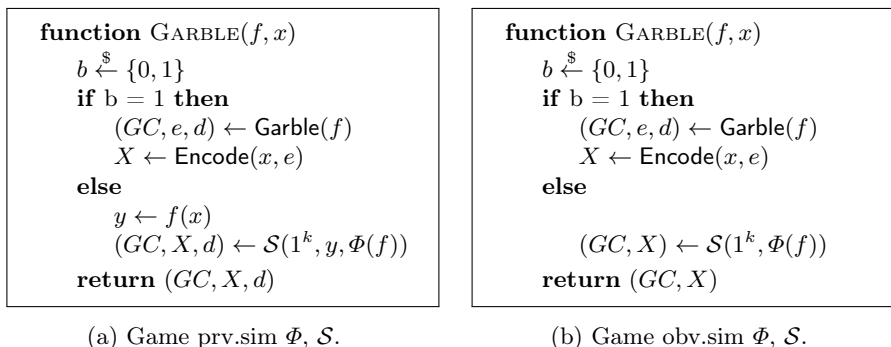 function GARBLE(f, x)
b $← {0, 1}
if b = 1 then
(GC, e, d) ← Garble(f)
X ← Encode(x, e)
else
y ← f(x)
(GC, X, d) ← S(1^k, y, Φ(f))
return (GC, X, d)
(a) Game prv.sim Φ, S.
function GARBLE(f, x)
b $← {0, 1}
if b = 1 then
(GC, e, d) ← Garble(f)
X ← Encode(x, e)
else
(GC, X) ← S(1^k, Φ(f))
return (GC, X)
(b) Game obv.sim Φ, S.